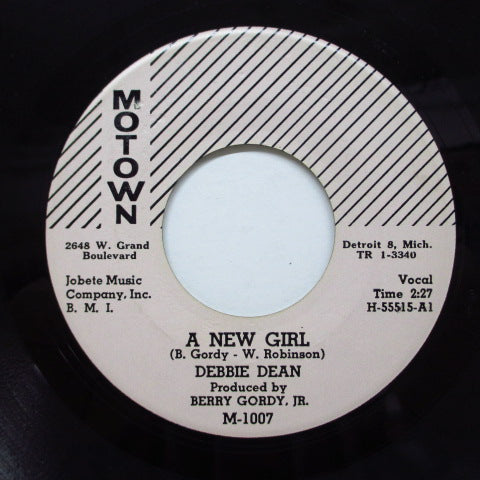 MOTOWN
2648 W. Grand
Boulevard
Detroit 8, Mich.
TR 1-3340
Jobete Music
Company, Inc.
B. M. I.
Vocal
Time 2:27
H-55515-A1
A NEW GIRL
(B. Gordy - W. Robinson)
DEBBIE DEAN
Produced by
BERRY GORDY, JR.
M-1007